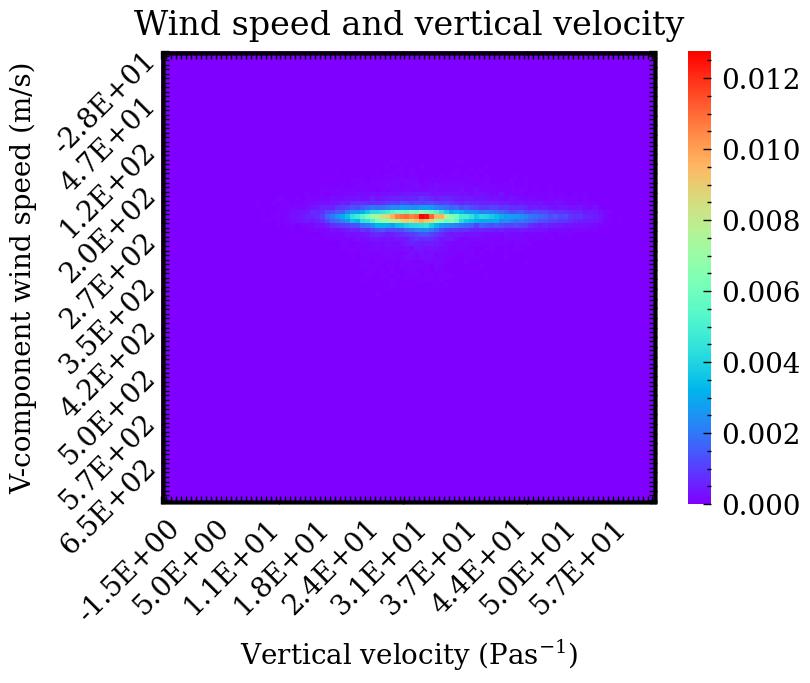 Wind speed and vertical velocity
V-component wind speed (m/s)
-2.8E+01
4.7E+01
1.2E+02
2.0E+02
2.7E+02
3.5E+02
4.2E+02
5.0E+02
5.7E+02
6.5E+02
-1.5E+00
5.0E+00
1.1E+01
1.8E+01
2.4E+01
3.1E+01
3.7E+01
4.4E+01
5.0E+01
5.7E+01
Vertical velocity (Pas⁻¹)
0.012
0.010
0.008
0.006
0.004
0.002
0.000